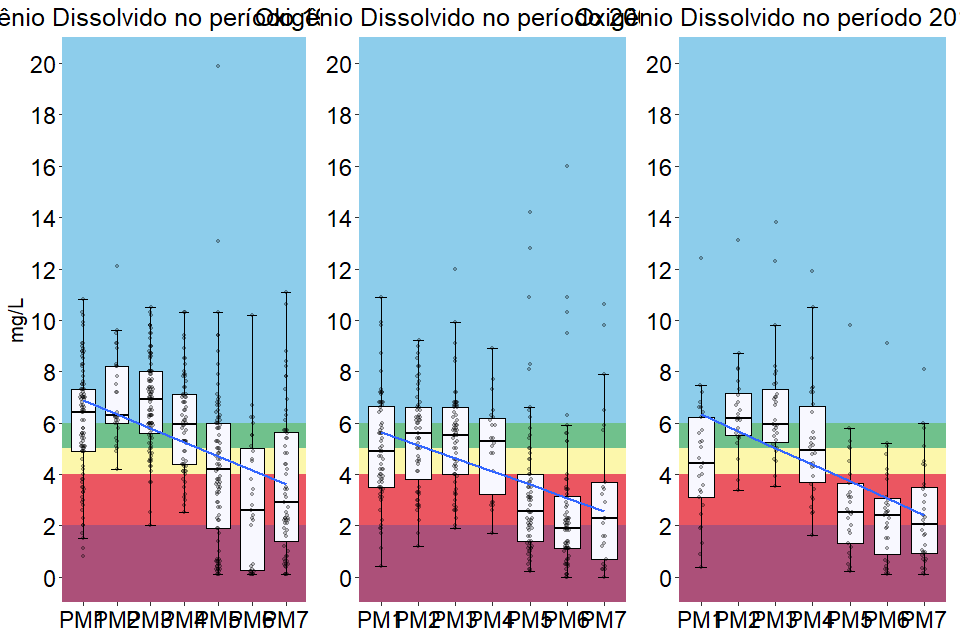 ênio Dissolvido no período 1
Oxigênio Dissolvido no período 20
Oxigênio Dissolvido no período 201
mg/L
20 18 16 14 12 10 8 6 4 2 0
PM1 PM2 PM3 PM4 PM5 PM6 PM7
20 18 16 14 12 10 8 6 4 2 0
PM1 PM2 PM3 PM4 PM5 PM6 PM7
20 18 16 14 12 10 8 6 4 2 0
PM1 PM2 PM3 PM4 PM5 PM6 PM7